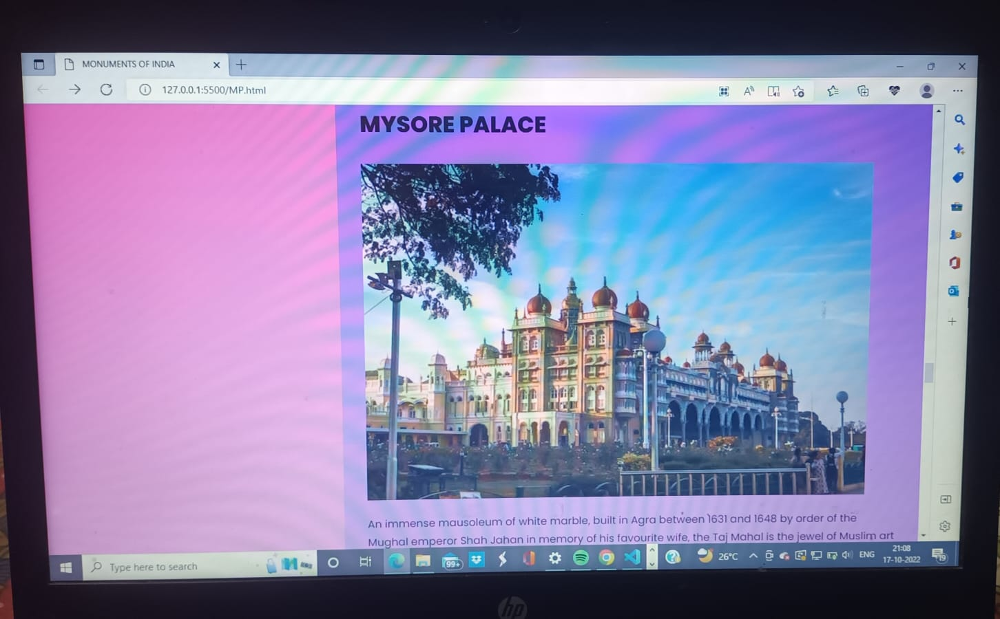 MONUMENTS OF INDIA
127.0.0.1:5500/MP.html
MYSORE PALACE
An immense mausoleum of white marble, built in Agra between 1631 and 1648 by order of the
Mughal emperor Shah Jahan in memory of his favourite wife, the Taj Mahal is the jewel of Muslim art
Type here to search
99+
26°C
ENG
21:08
17-10-2022
19
hp